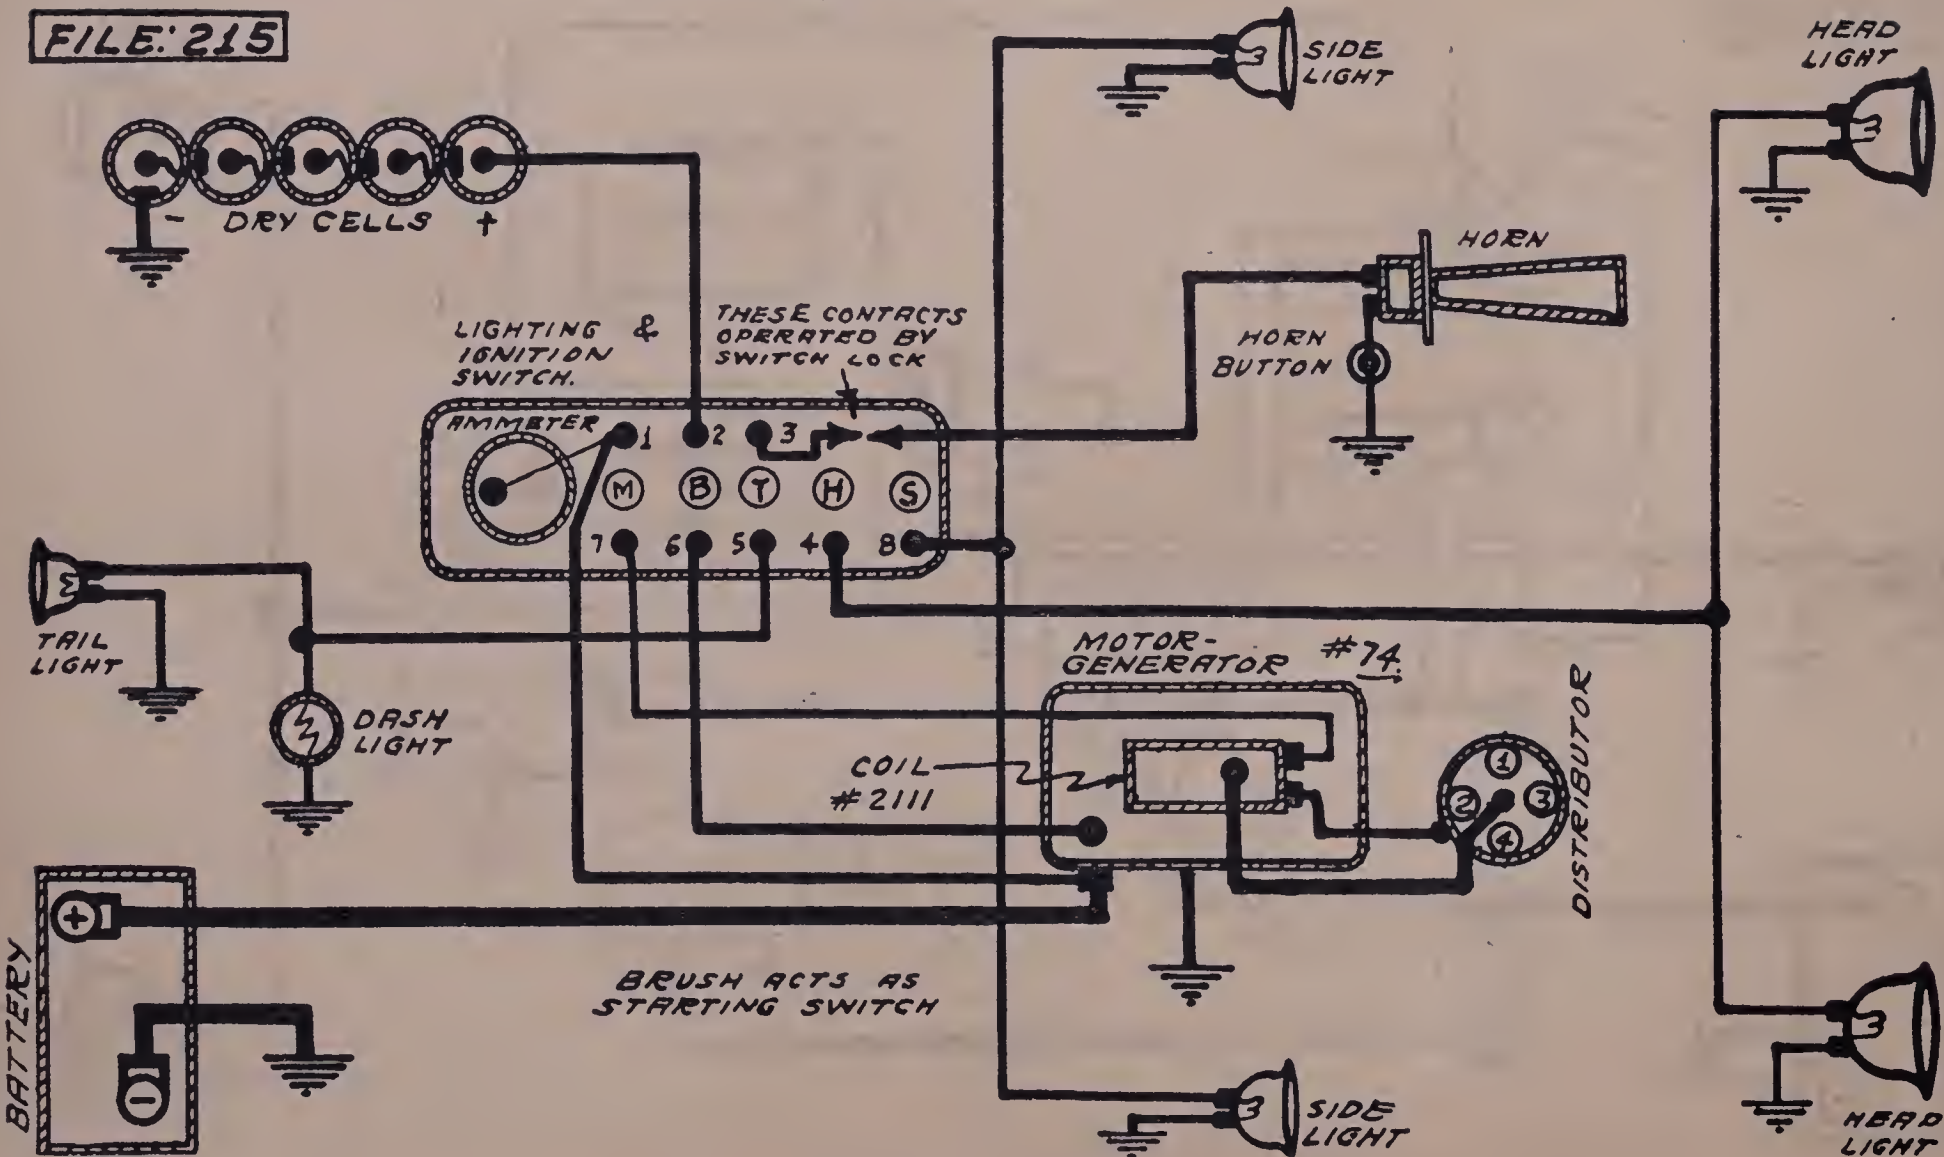 FILE: 215
SIDE
LIGHT
HEAD
LIGHT
- DRY CELLS +
HORN
HORN
BUTTON
LIGHTING &
IGNITION
SWITCH.
THESE CONTACTS
OPERATED BY
SWITCH LOCK
AMMETER
1 2 3
M B T H S
7 6 5 4 8
TAIL
LIGHT
DASH
LIGHT
MOTOR-
GENERATOR #74.
COIL
#2111
1
2 3
4
DISTRIBUTOR
BATTERY
+
-
BRUSH ACTS AS
STARTING SWITCH
SIDE
LIGHT
HEAD
LIGHT